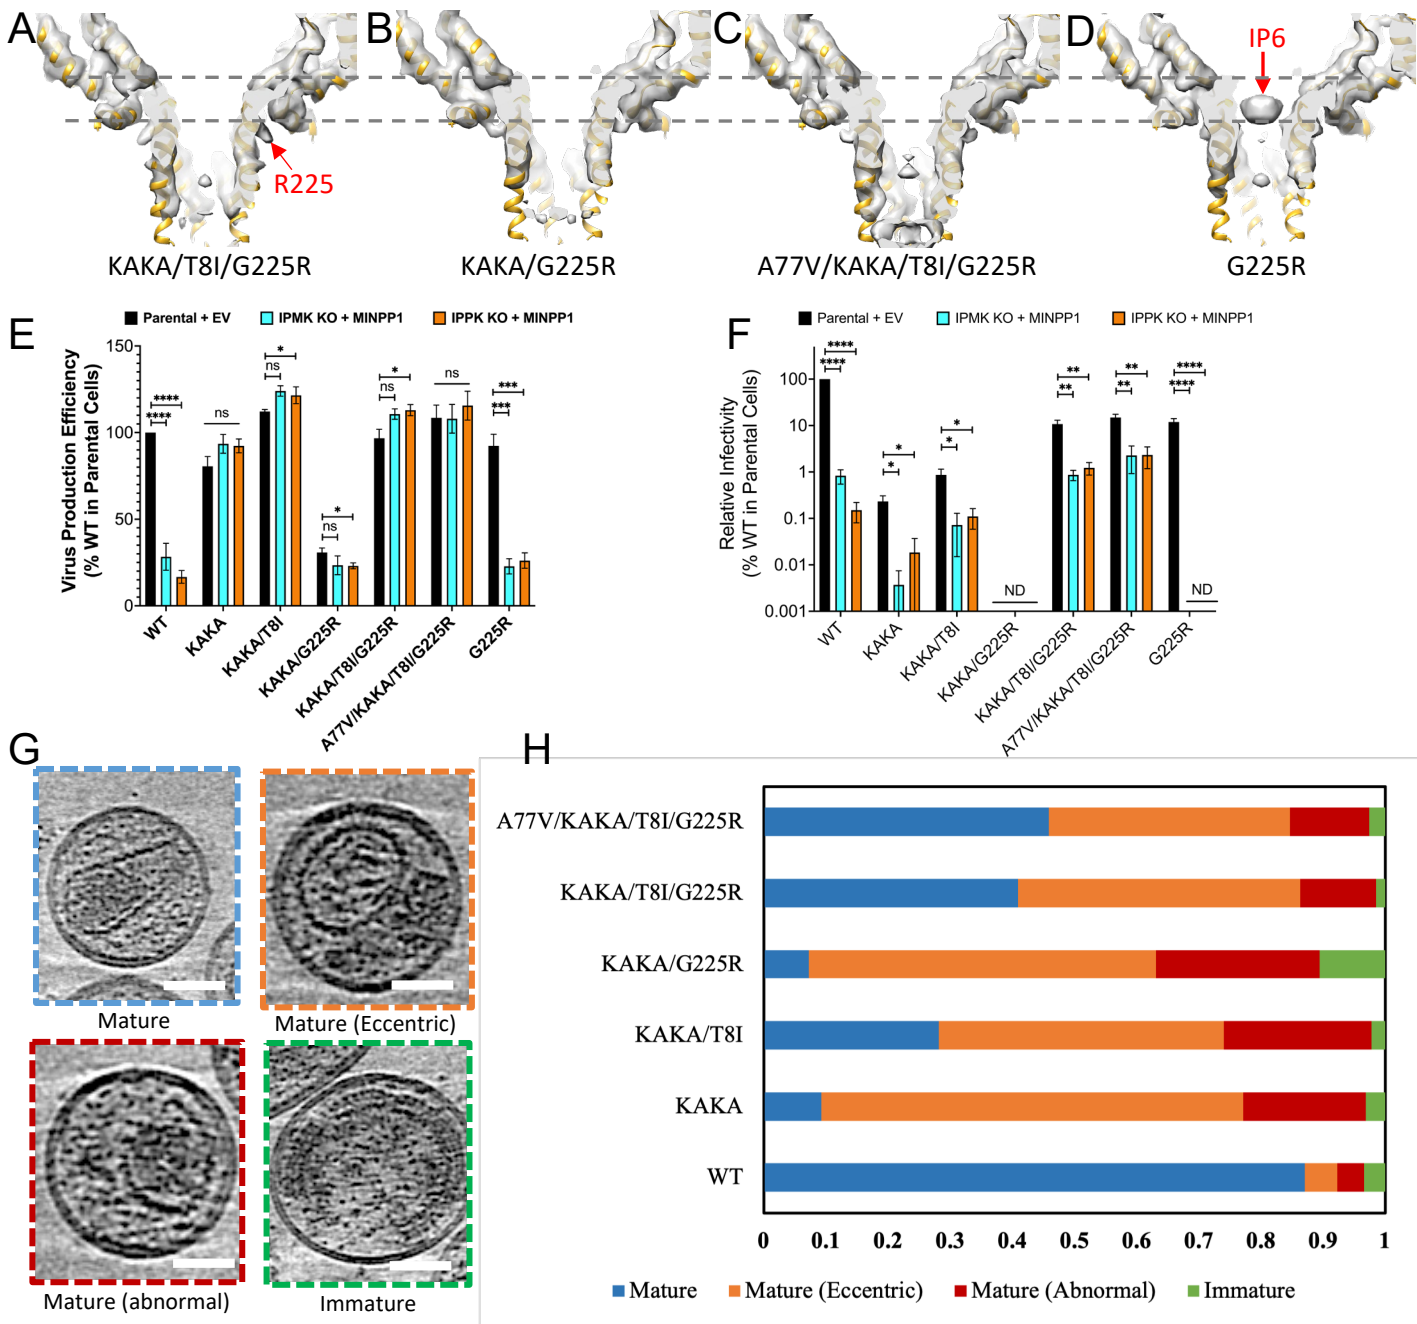 A
B
C
D
IP6
R225
KAKA/T8I/G225R
KAKA/G225R
A77V/KAKA/T8I/G225R
G225R
E
Parental + EV
IPMK KO + MINPP1
IPPK KO + MINPP1
Virus Production Efficiency
(% WT in Parental Cells)
150
100
50
0
****
****
ns
*
ns
*
ns
*
ns
ns
***
***
WT
KAKA
KAKA/T8I
KAKA/G225R
KAKA/T8I/G225R
A77V/KAKA/T8I/G225R
G2/25R
F
Parental + EV
IPMK KO + MINPP1
IPPK KO + MINPP1
Relative Infectivity
(% WT in Parental Cells)
100
10
1
0.1
0.01
0.001
****
****
*
*
*
*
ND
**
**
**
**
****
****
ND
WT
KAKA
KAKA/T8I
KAKA/G225R
KAKA/T8I/G225R
A77V/KAKA/T8I/G225R
G225R
G
Mature
Mature (Eccentric)
Mature (abnormal)
Immature
H
A77V/KAKA/T8I/G225R
KAKA/T8I/G225R
KAKA/G225R
KAKA/T8I
KAKA
WT
0 0.1 0.2 0.3 0.4 0.5 0.6 0.7 0.8 0.9 1
Mature Mature (Eccentric) Mature (Abnormal) Immature